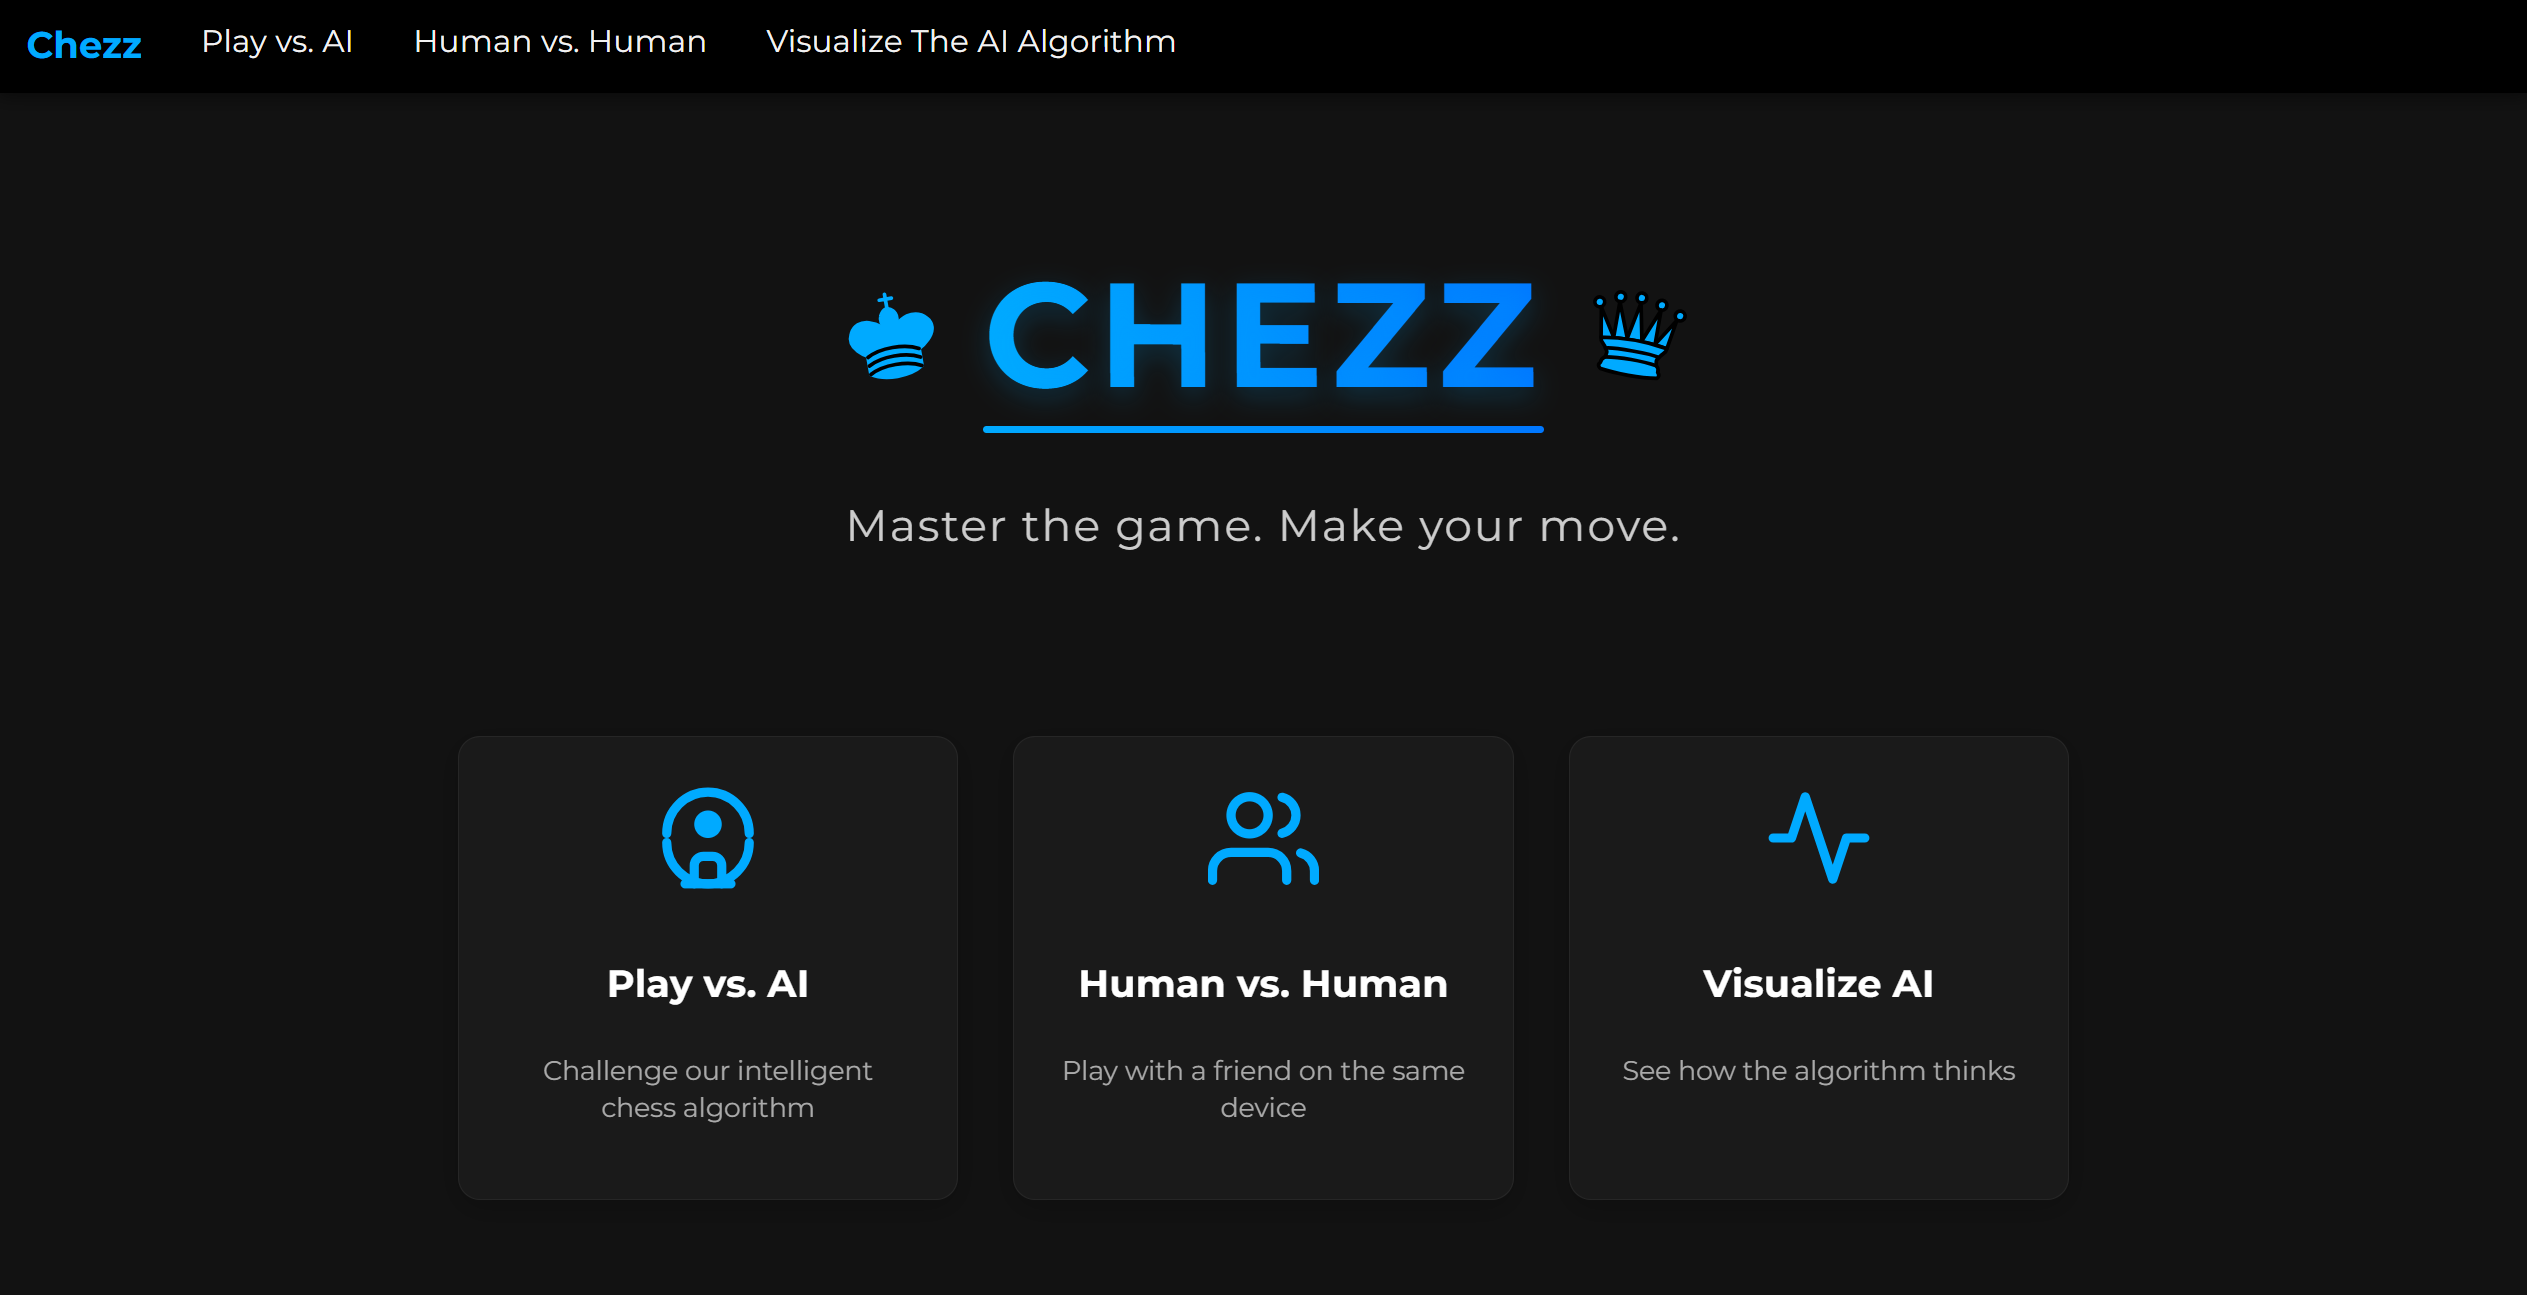 Chezz
Play vs. AI
Human vs. Human
Visualize The AI Algorithm
CHEZZ
Master the game. Make your move.
Play vs. AI
Challenge our intelligent
chess algorithm
Human vs. Human
Play with a friend on the same
device
Visualize AI
See how the algorithm thinks